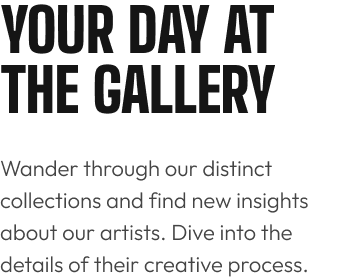 YOUR DAY AT
THE GALLERY
Wander through our distinct
collections and find new insights
about our artists. Dive into the
details of their creative process.